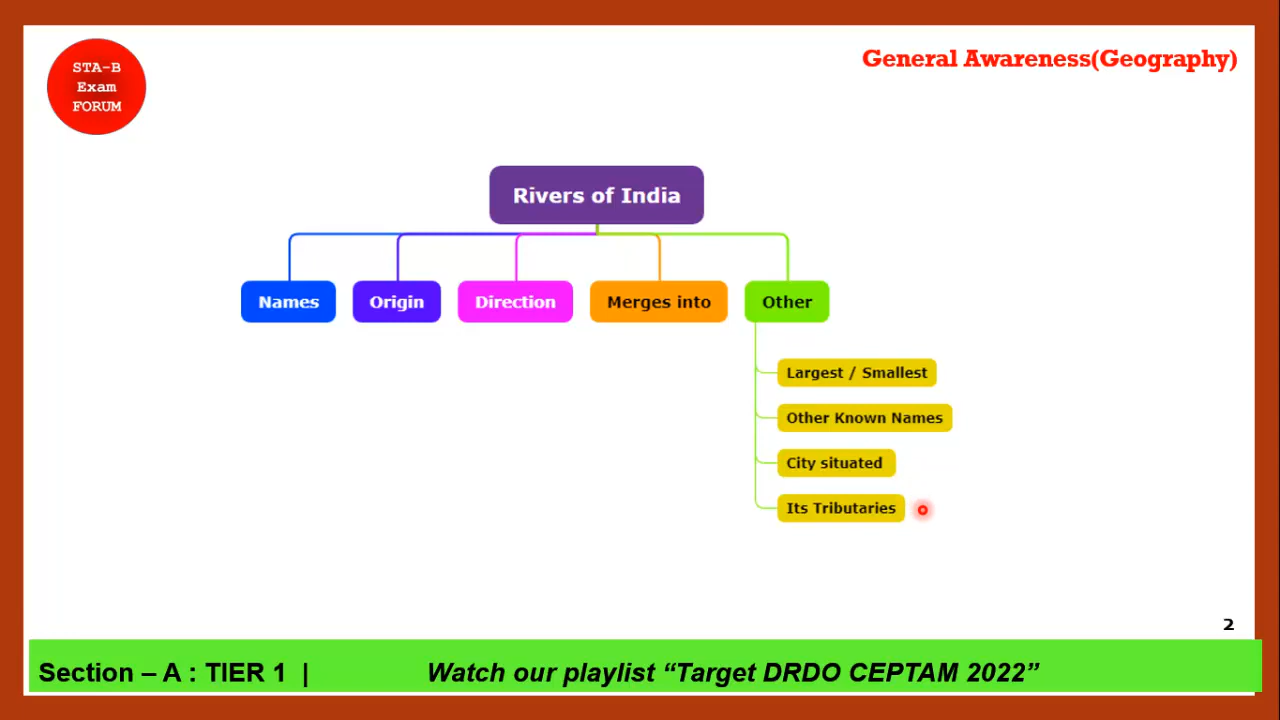 STA-B
Exam
FORUM
General Awareness(Geography)
Rivers of India
Names
Origin
Direction
Merges into
Other
Largest / Smallest
Other Known Names
City situated
Its Tributaries
2
Section – A : TIER 1 | Watch our playlist “Target DRDO CEPTAM 2022”